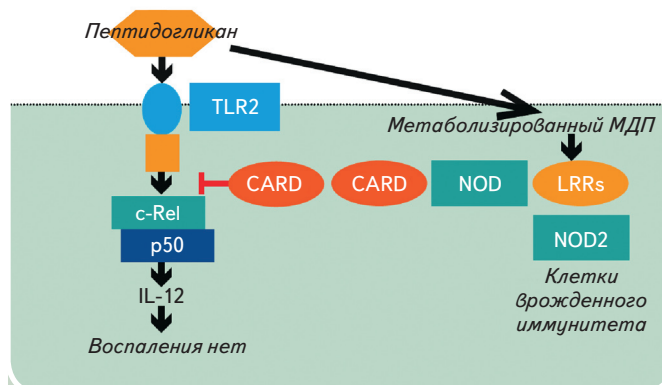 Пептидогликан
TLR2
Метаболизированный МДП
CARD
CARD
NOD
LRRs
c-Rel
p50
NOD2
IL-12
Клетки
врожденного
иммунитета
Воспаления нет